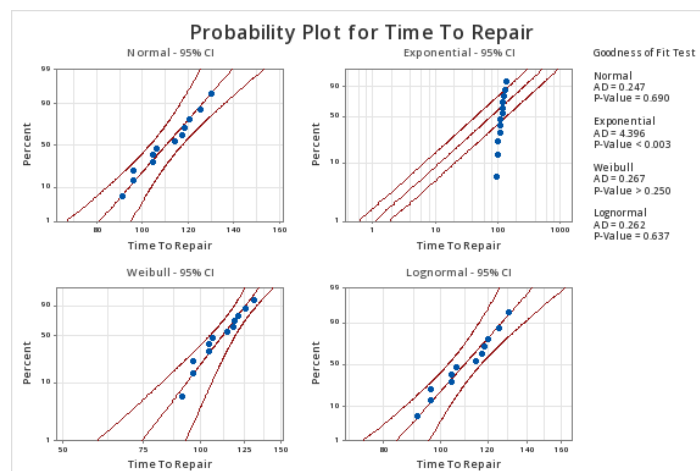 Probability Plot for Time To Repair
Normal - 95% CI
Exponential - 95% CI
Goodness of Fit Test
Normal
AD = 0.247
P-Value = 0.690
Exponential
AD = 4.396
P-Value < 0.003
Weibull
AD = 0.267
P-Value > 0.250
Lognormal
AD = 0.262
P-Value = 0.637
99
90
50
10
1
Percent
80
100
120
140
160
Time To Repair
90
50
10
1
Percent
1
10
100
1000
Time To Repair
Weibull - 95% CI
Lognormal - 95% CI
99
90
50
10
1
Percent
50
75
100
125
150
Time To Repair
99
90
50
10
1
Percent
80
100
120
140
160
Time To Repair